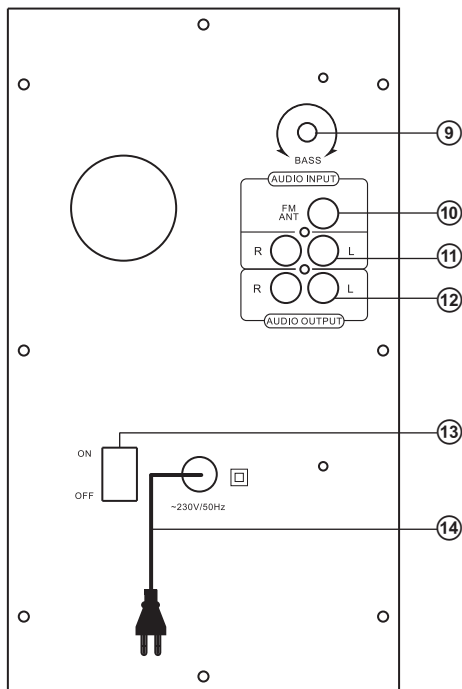 9
BASS
AUDIO INPUT
FM
ANT
10
R L
11
R L
12
AUDIO OUTPUT
13
ON
OFF
~230V/50Hz
14